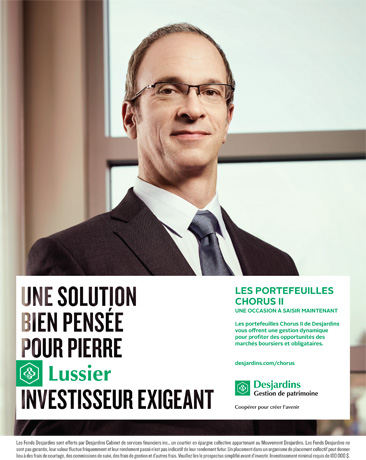 UNE SOLUTION
BIEN PENSÉE
POUR PIERRE
Lussier
INVESTISSEUR EXIGEANT
LES PORTEFEUILLES
CHORUS II
UNE OCCASION À SAISIR MAINTENANT
Les portefeuilles Chorus II de Desjardins
vous offrent une gestion dynamique
pour profiter des opportunités des
marchés boursiers et obligataires.
desjardins.com/chorus
Desjardins
Gestion de patrimoine
Coopérer pour créer l'avenir
Les Fonds Desjardins sont offerts par Desjardins Cabinet de services financiers inc., un courtier en épargne collective appartenant au Mouvement Desjardins. Les Fonds Desjardins ne
sont pas garantis, leur valeur fluctue fréquemment et leur rendement passé n'est pas indicatif de leur rendement futur. Un placement dans un organisme de placement collectif peut donner
lieu à des frais de courtage, des commissions de suivi, des frais de gestion et d'autres frais. Veuillez lire le prospectus simplifié avant d'investir. Investissement minimal requis de 100 000 $.